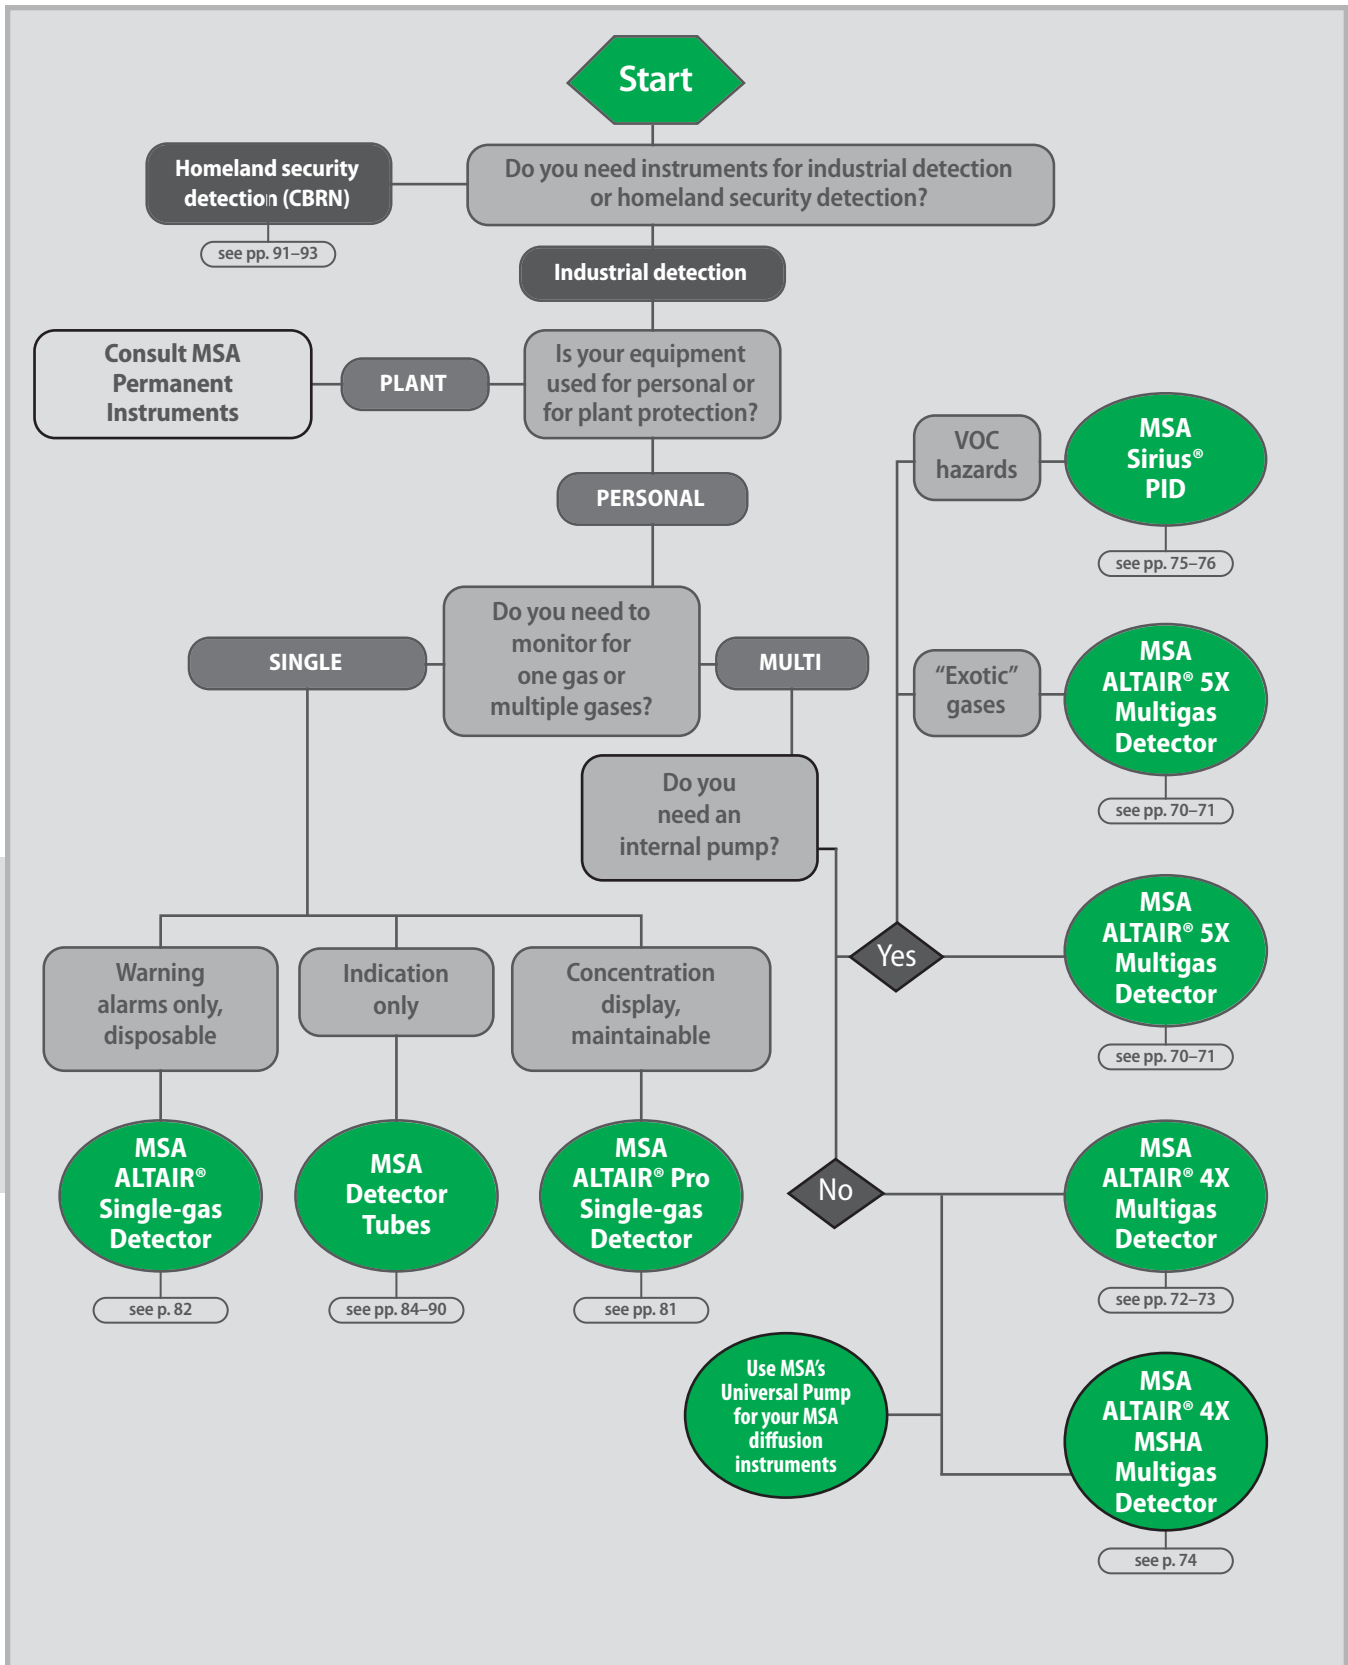 Start
Homeland security
detection (CBRN)
see pp. 91–93
Do you need instruments for industrial detection
or homeland security detection?
Industrial detection
Consult MSA
Permanent
Instruments
PLANT
Is your equipment
used for personal or
for plant protection?
PERSONAL
SINGLE
Do you need to
monitor for
one gas or
multiple gases?
MULTI
Do you
need an
internal pump?
VOC
hazards
MSA
Sirius®
PID
see pp. 75–76
“Exotic”
gases
MSA
ALTAIR® 5X
Multigas
Detector
see pp. 70–71
Yes
MSA
ALTAIR® 5X
Multigas
Detector
see pp. 70–71
Warning
alarms only,
disposable
Indication
only
Concentration
display,
maintainable
MSA
ALTAIR®
Single-gas
Detector
see p. 82
MSA
Detector
Tubes
see pp. 84–90
MSA
ALTAIR® Pro
Single-gas
Detector
see pp. 81
No
MSA
ALTAIR® 4X
Multigas
Detector
see pp. 72–73
Use MSA’s
Universal Pump
for your MSA
diffusion
instruments
MSA
ALTAIR® 4X
MSHA
Multigas
Detector
see p. 74